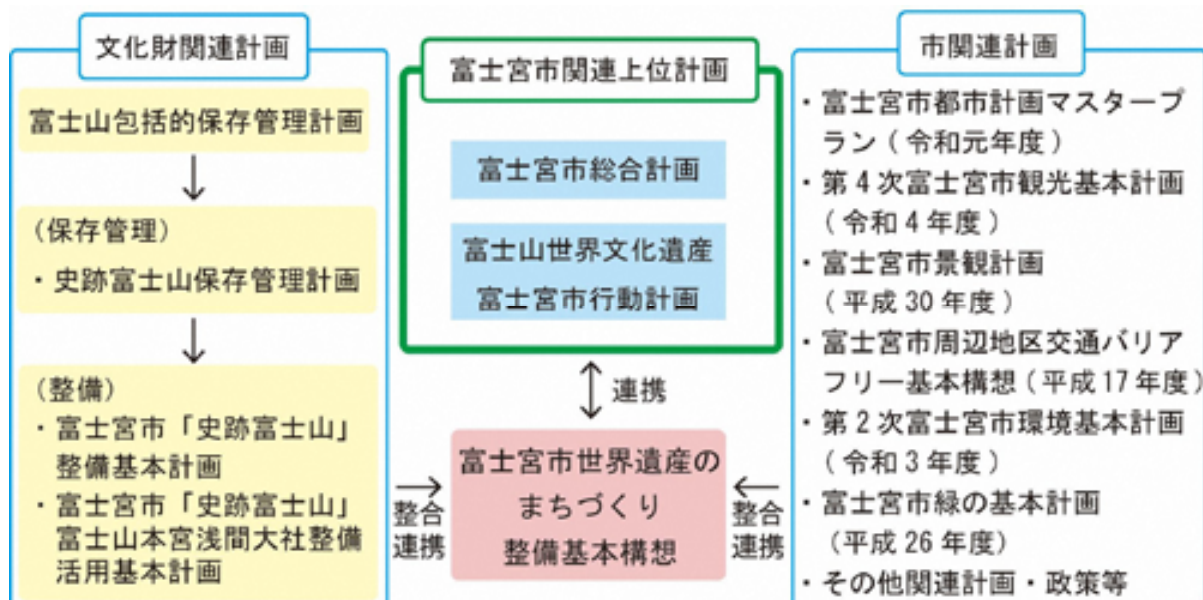 文化財関連計画
富士山包括的保存管理計画
(保存管理)
・史跡富士山保存管理計画
(整備)
・富士宮市「史跡富士山」
整備基本計画
・富士宮市「史跡富士山」
富士山本宮浅間大社整備
活用基本計画
整合
連携
富士宮市関連上位計画
富士宮市総合計画
富士山世界文化遺産
富士宮市行動計画
連携
富士宮市世界遺産の
まちづくり
整備基本構想
整合
連携
市関連計画
・富士宮市都市計画マスタープ
ラン(令和元年度)
・第4次富士宮市観光基本計画
(令和4年度)
・富士宮市景観計画
(平成30年度)
・富士宮市周辺地区交通バリア
フリー基本構想(平成17年度)
・第2次富士宮市環境基本計画
(令和3年度)
・富士宮市緑の基本計画
(平成26年度)
・その他関連計画・政策等